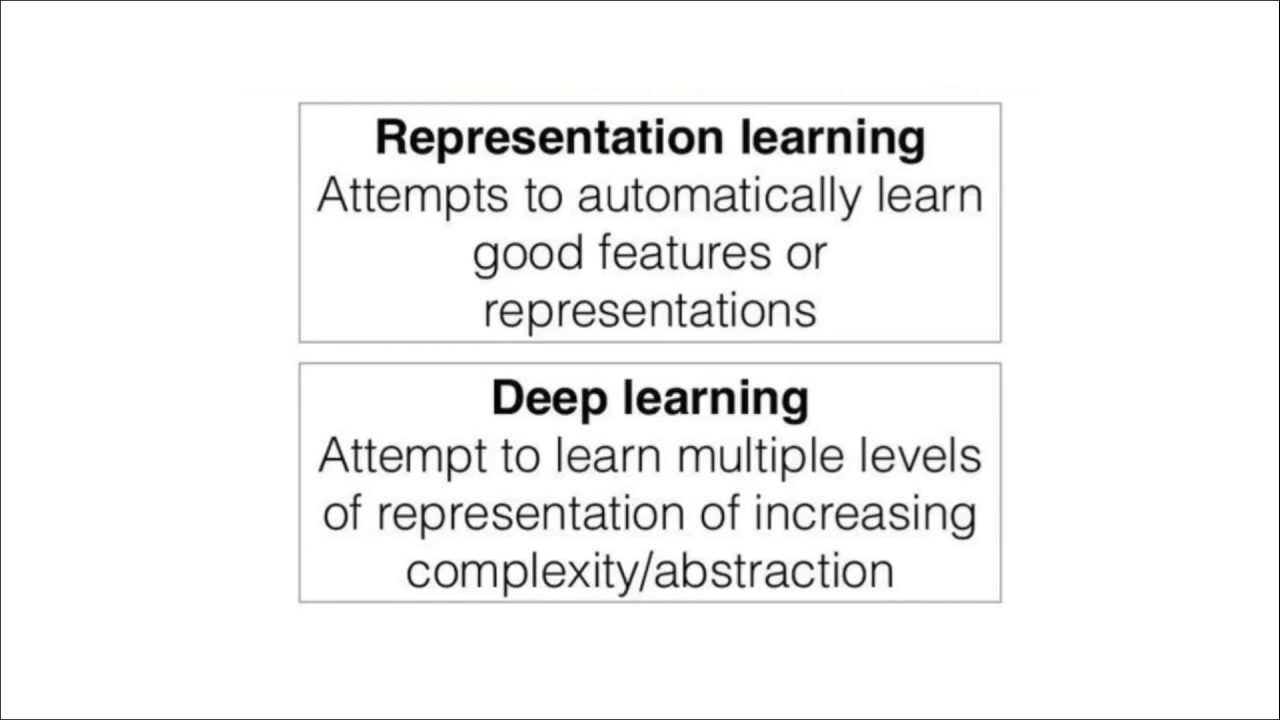 Representation learning
Attempts to automatically learn
good features or
representations
Deep learning
Attempt to learn multiple levels
of representation of increasing
complexity/abstraction